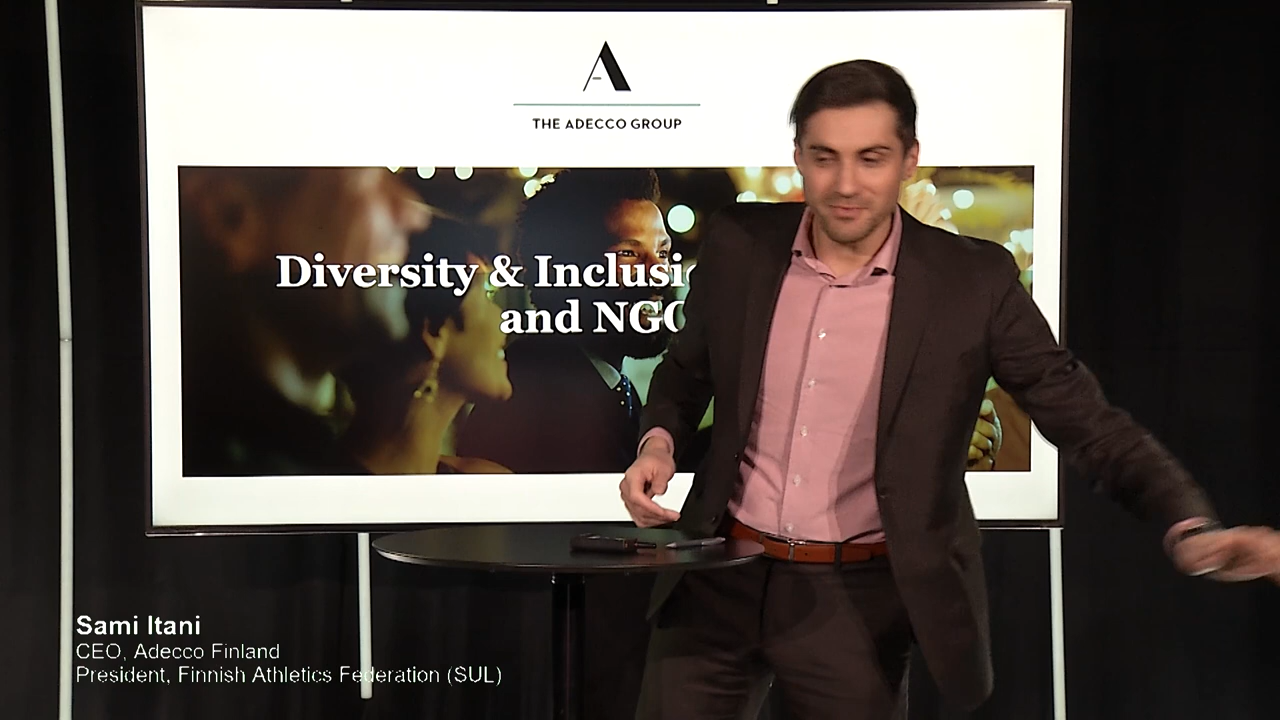 THE ADECCO GROUP
Diversity & Inclusi
and NGO
Sami Itani
CEO, Adecco Finland
President, Finnish Athletics Federation (SUL)